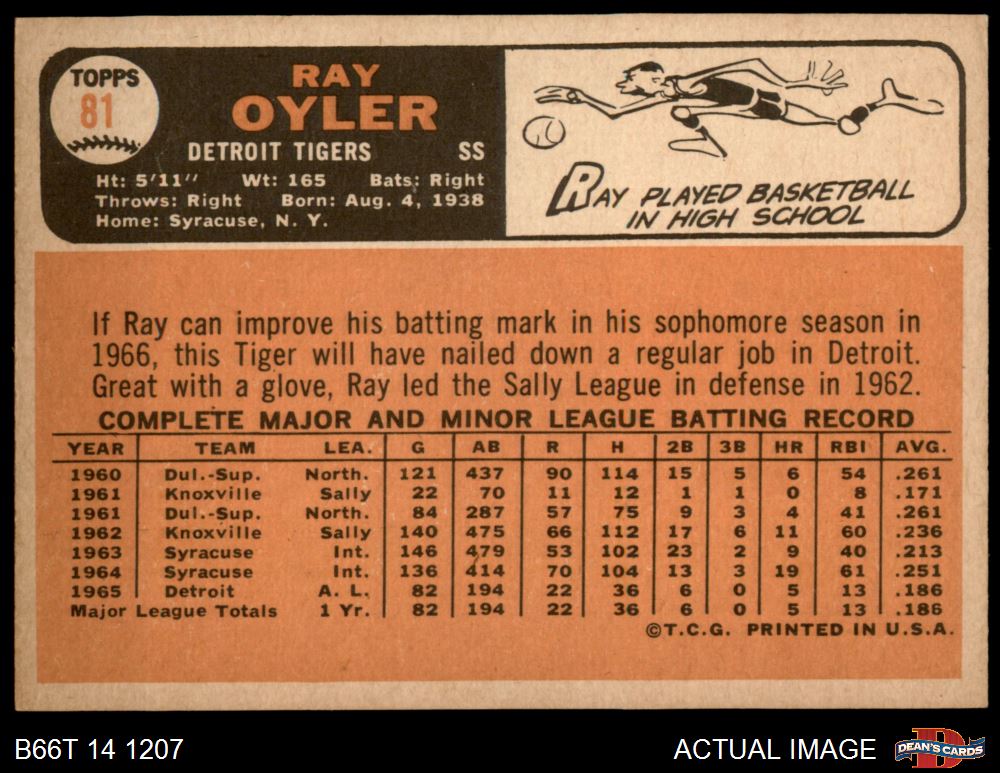 TOPPS
81
RAY
OYLER
DETROIT TIGERS SS
Ht: 5'11" Wt: 165 Bats: Right
Throws: Right Born: Aug. 4, 1938
Home: Syracuse, N. Y.
RAY PLAYED BASKETBALL
IN HIGH SCHOOL
If Ray can improve his batting mark in his sophomore season in
1966, this Tiger will have nailed down a regular job in Detroit.
Great with a glove, Ray led the Sally League in defense in 1962.
COMPLETE MAJOR AND MINOR LEAGUE BATTING RECORD
YEAR TEAM LEA. G AB R H 2B 3B HR RBI AVG.
1960 Dul.-Sup. North. 121 437 90 114 15 5 6 54 .261
1961 Knoxville Sally 22 70 11 12 1 1 0 8 .171
1961 Dul.-Sup. North. 84 287 57 75 9 3 4 41 .261
1962 Knoxville Sally 140 475 66 112 17 6 11 60 .236
1963 Syracuse Int. 146 479 53 102 23 2 9 40 .213
1964 Syracuse Int. 136 414 70 104 13 3 19 61 .251
1965 Detroit A. L. 82 194 22 36 6 0 5 13 .186
Major League Totals 1 Yr. 82 194 22 36 6 0 5 13 .186
©T.C.G. PRINTED IN U.S.A.
B66T 14 1207
ACTUAL IMAGE
D
DEAN'S CARDS